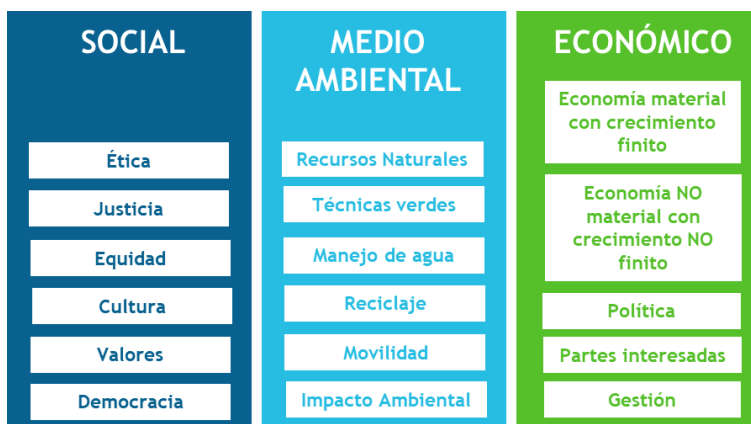 SOCIAL
Ética
Justicia
Equidad
Cultura
Valores
Democracia
MEDIO
AMBIENTAL
Recursos Naturales
Técnicas verdes
Manejo de agua
Reciclaje
Movilidad
Impacto Ambiental
ECONÓMICO
Economía material
con crecimiento
finito
Economía NO
material con
crecimiento NO
finito
Política
Partes interesadas
Gestión